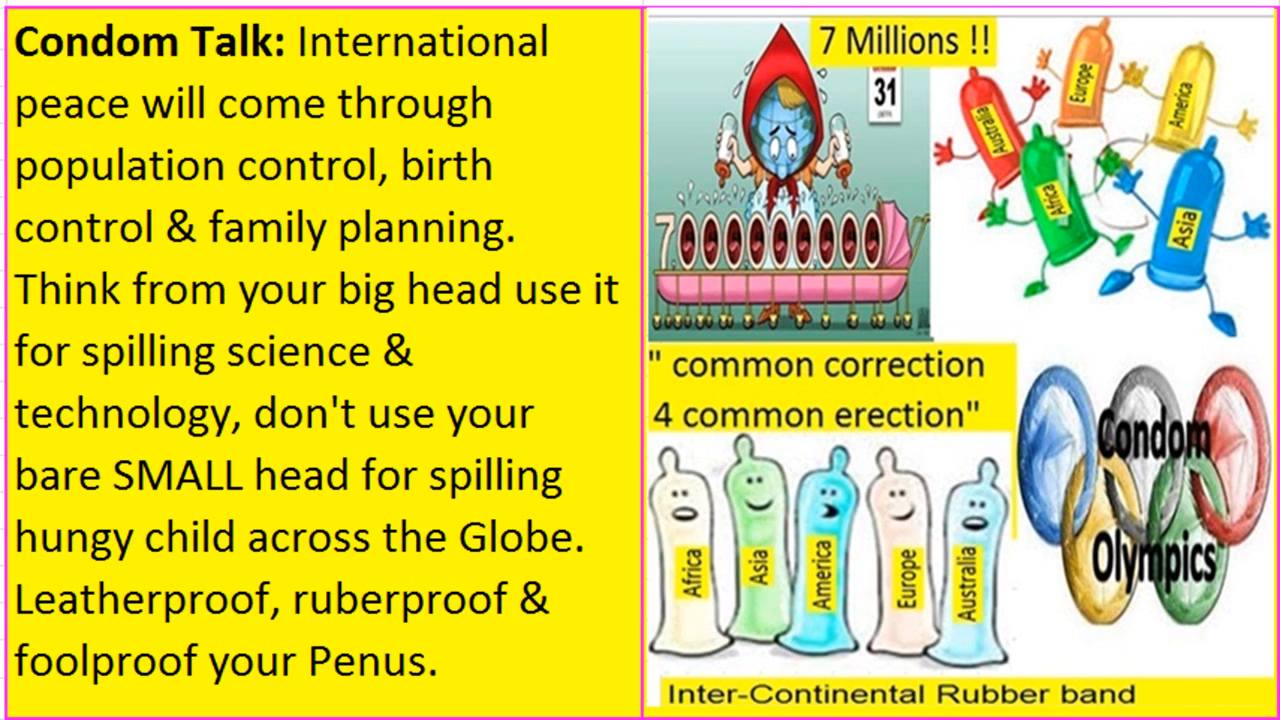 Condom Talk: International
peace will come through
population control, birth
control & family planning.
Think from your big head use it
for spilling science &
technology, don't use your
bare SMALL head for spilling
hungy child across the Globe.
Leatherproof, ruberproof &
foolproof your Penus.
7 Millions !!
31
7
Australia
Europe
America
Africa
Asia
" common correction
4 common erection"
Africa
Asia
America
Europe
Australia
Condom
Olympics
Inter-Continental Rubber band